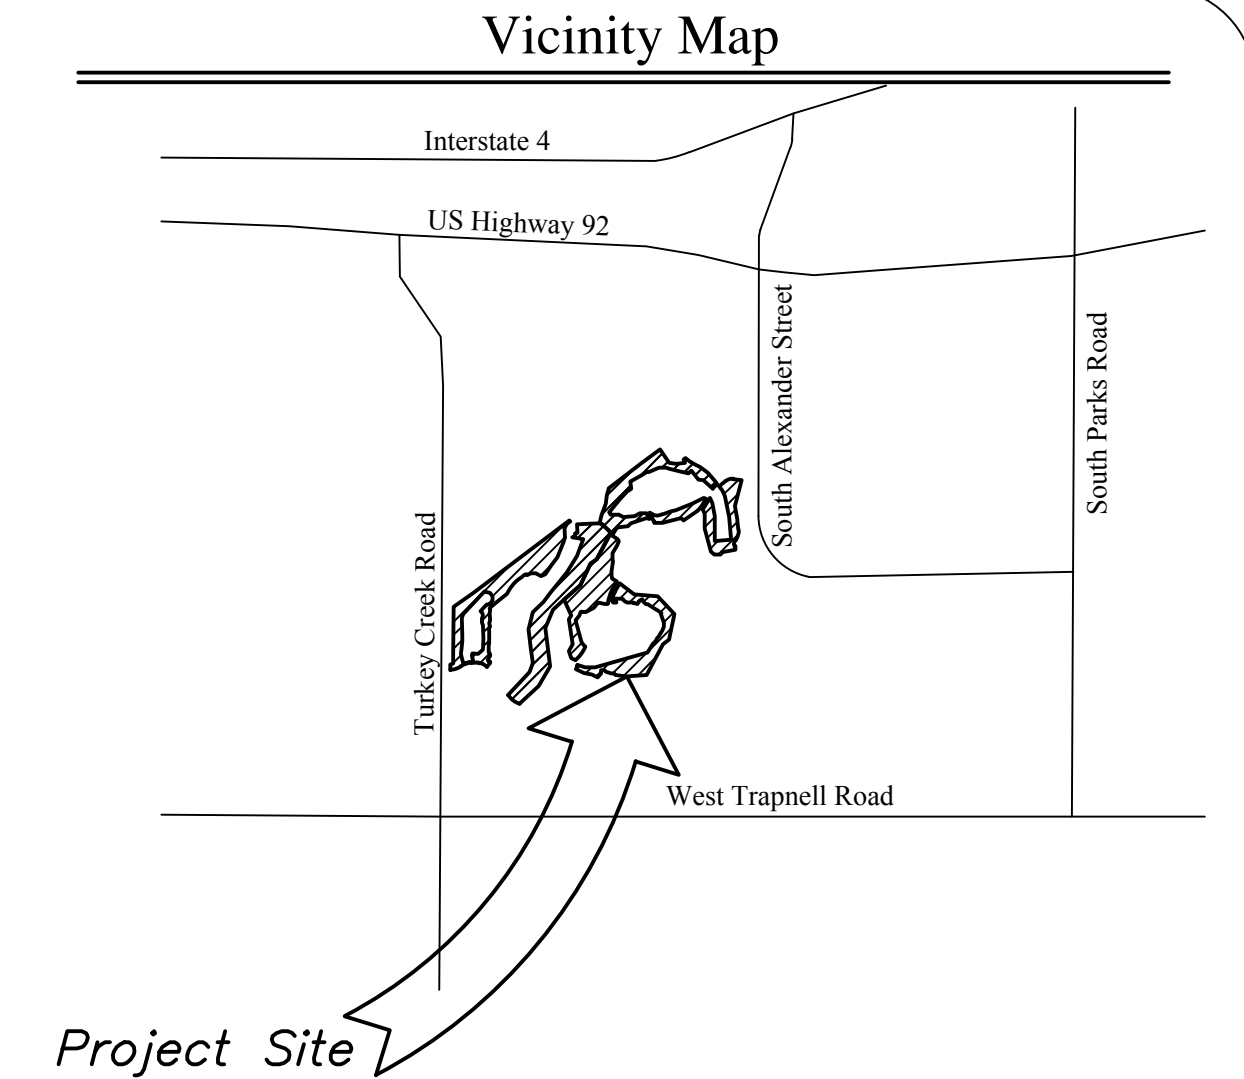 Vicinity Map
Interstate 4
US Highway 92
South Alexander Street
South Parks Road
Turkey Creek Road
West Trapnell Road
Project Site